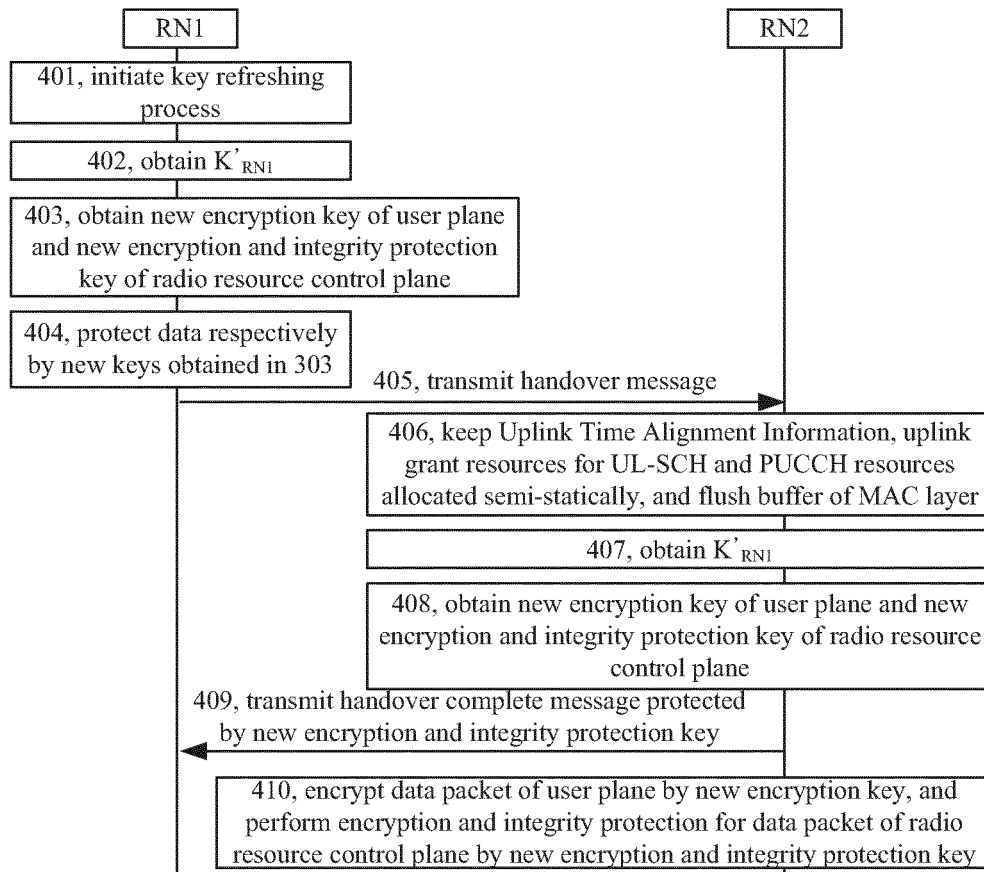 RN1
RN2
401, initiate key refreshing
process
402, obtain K’RN1
403, obtain new encryption key of user plane
and new encryption and integrity protection
key of radio resource control plane
404, protect data respectively
by new keys obtained in 303
405, transmit handover message
406, keep Uplink Time Alignment Information, uplink
grant resources for UL-SCH and PUCCH resources
allocated semi-statically, and flush buffer of MAC layer
407, obtain K’RN1
408, obtain new encryption key of user plane and new
encryption and integrity protection key of radio resource
control plane
409, transmit handover complete message protected
by new encryption and integrity protection key
410, encrypt data packet of user plane by new encryption key, and
perform encryption and integrity protection for data packet of radio
resource control plane by new encryption and integrity protection key